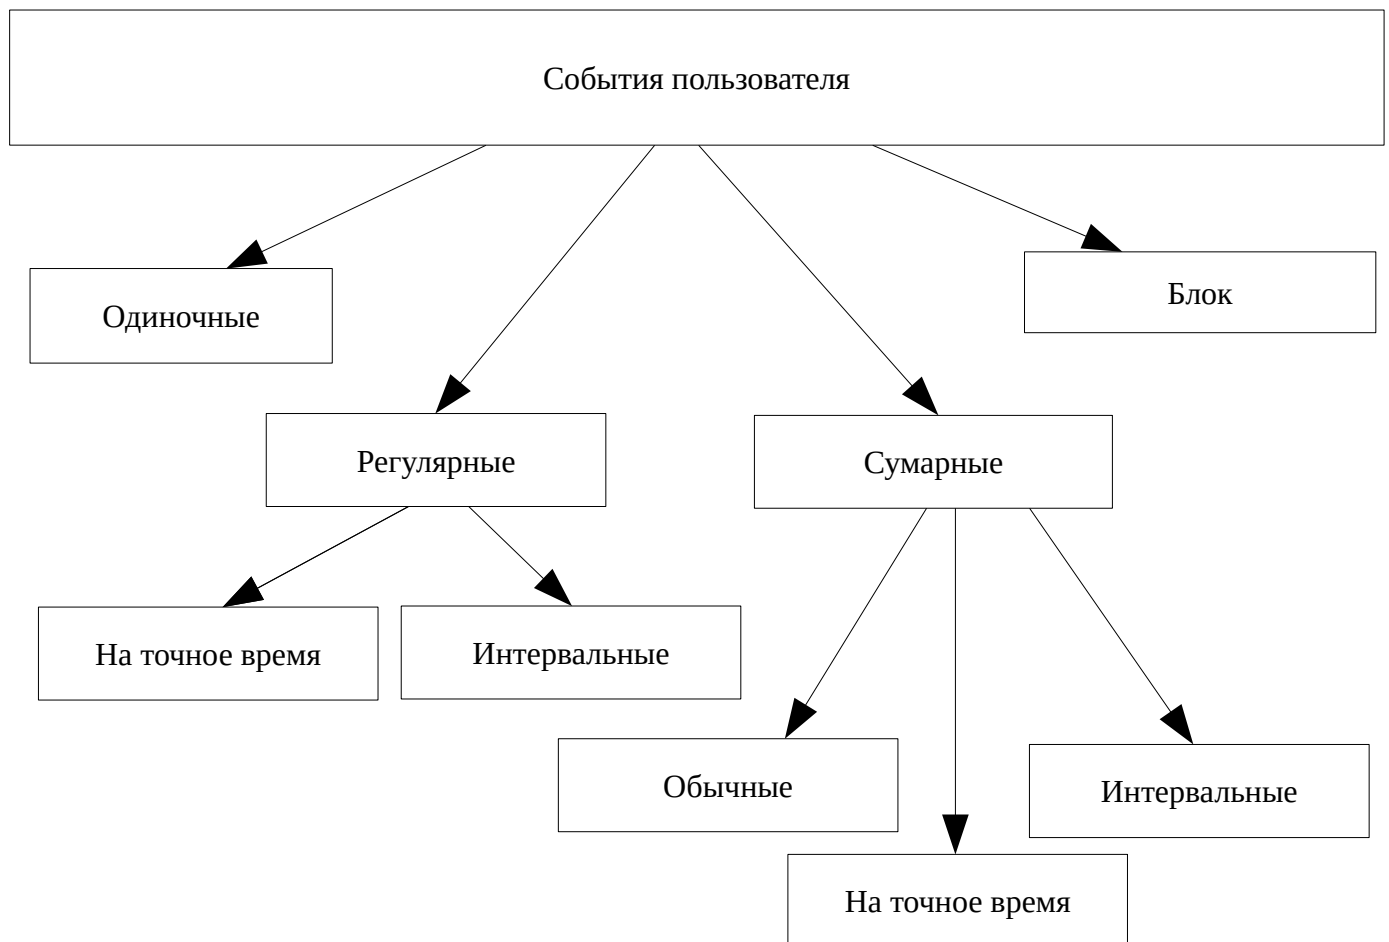 События пользователя
Одиночные
Блок
Регулярные
Сумарные
На точное время
Интервальные
Обычные
Интервальные
На точное время